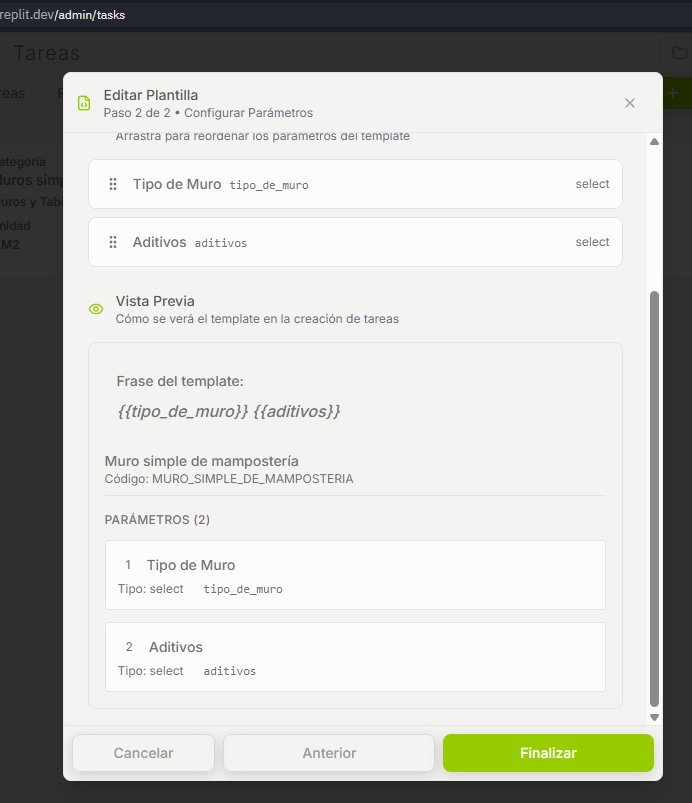 replit.dev/admin/tasks
Tareas
reas
Editar Plantilla
Paso 2 de 2 • Configurar Parámetros
Arrastra para reordenar los parámetros del template
ategoría
Muros simp
uros y Tab
nidad
M2
Tipo de Muro tipo_de_muro select
Aditivos aditivos select
Vista Previa
Cómo se verá el template en la creación de tareas
Frase del template:
{{tipo_de_muro}} {{aditivos}}
Muro simple de mampostería
Código: MURO_SIMPLE_DE_MAMPOSTERIA
PARÁMETROS (2)
1 Tipo de Muro
Tipo: select tipo_de_muro
2 Aditivos
Tipo: select aditivos
Cancelar Anterior Finalizar